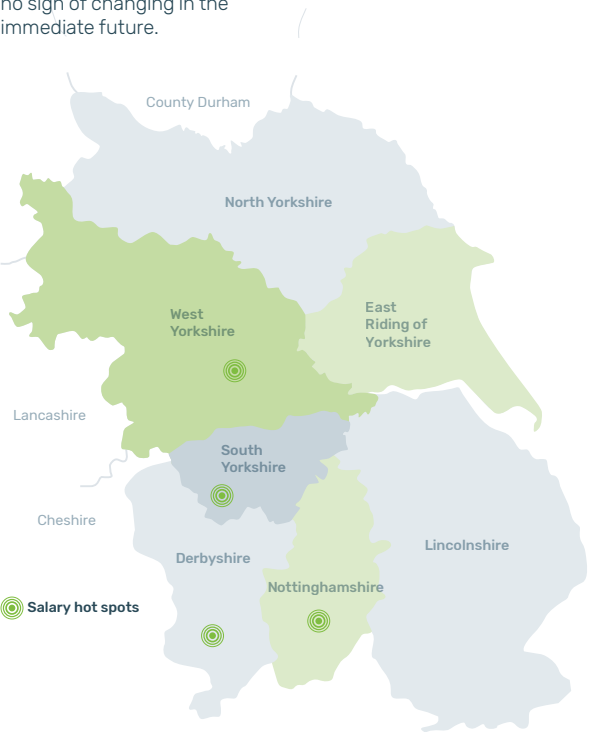 no sign of changing in the
immediate future.
County Durham
North Yorkshire
West
Yorkshire
East
Riding of
Yorkshire
Lancashire
South
Yorkshire
Cheshire
Derbyshire
Lincolnshire
Nottinghamshire
Salary hot spots